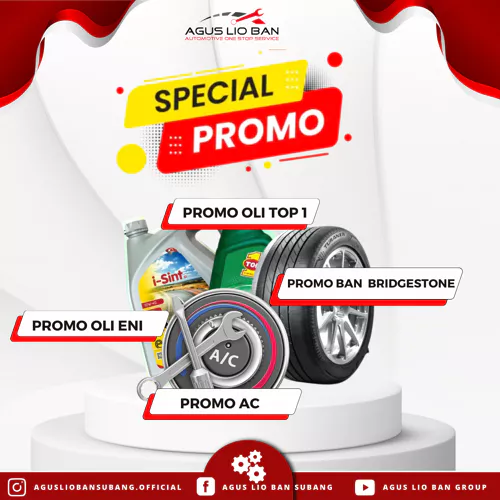 AGUS LIO BAN
AUTOMOTIVE ONE STOP SERVICE
SPECIAL
PROMO
PROMO OLI TOP 1
i-Sint
TOP
PROMO BAN BRIDGESTONE
PROMO OLI ENI
A/C
PROMO AC
AGUSLIOBANSUBANG.OFFICIAL
AGUS LIO BAN SUBANG
AGUS LIO BAN GROUP